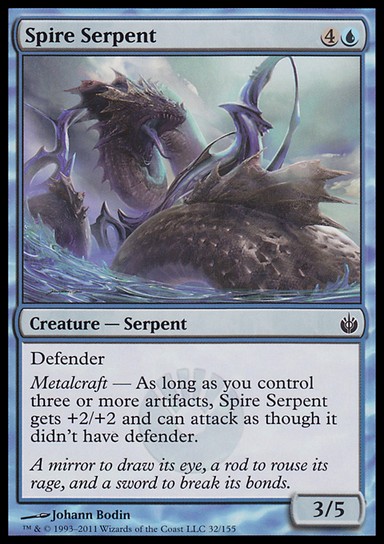 Spire Serpent 4
Creature — Serpent
Defender
Metalcraft — As long as you control
three or more artifacts, Spire Serpent
gets +2/+2 and can attack as though it
didn't have defender.
A mirror to draw its eye, a rod to rouse its
rage, and a sword to break its bonds.
Johann Bodin
™ & © 1993–2011 Wizards of the Coast LLC 32/155
3/5